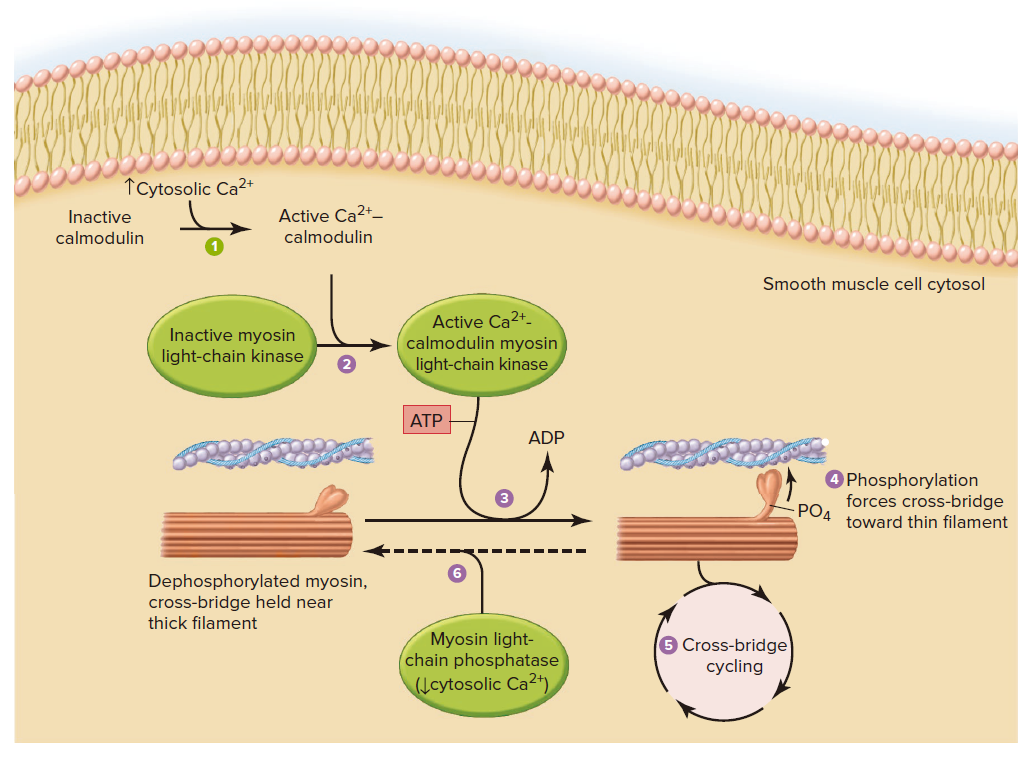 ↑Cytosolic Ca2+
Inactive
calmodulin
1
Active Ca2+–
calmodulin
Smooth muscle cell cytosol
Inactive myosin
light-chain kinase
2
Active Ca2+-
calmodulin myosin
light-chain kinase
ATP
ADP
3
4 Phosphorylation
forces cross-bridge
toward thin filament
PO4
6
Dephosphorylated myosin,
cross-bridge held near
thick filament
Myosin light-
chain phosphatase
(↓cytosolic Ca2+)
5 Cross-bridge
cycling